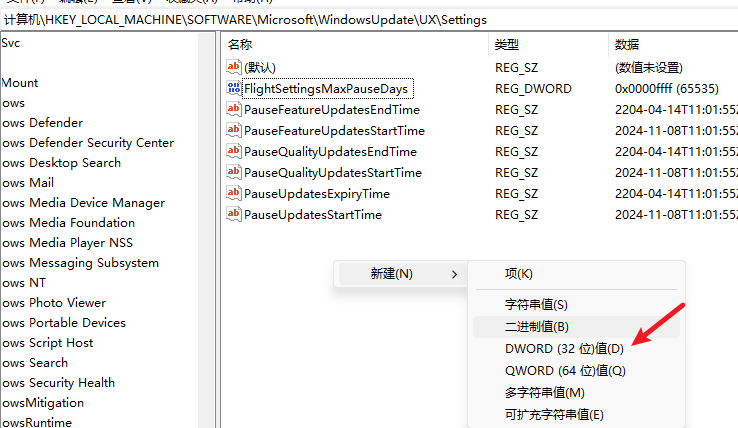 计算机\HKEY_LOCAL_MACHINE\SOFTWARE\Microsoft\WindowsUpdate\UX\Settings
Svc
Mount
ows
ows Defender
ows Defender Security Center
ows Desktop Search
ows Mail
ows Media Device Manager
ows Media Foundation
ows Media Player NSS
ows Messaging Subsystem
ows NT
ows Photo Viewer
ows Portable Devices
ows Script Host
ows Search
ows Security Health
owsMitigation
owsRuntime
名称 类型 数据
(默认) REG_SZ (数值未设置)
FlightSettingsMaxPauseDays REG_DWORD 0x0000ffff (65535)
PauseFeatureUpdatesEndTime REG_SZ 2204-04-14T11:01:55Z
PauseFeatureUpdatesStartTime REG_SZ 2024-11-08T11:01:55Z
PauseQualityUpdatesEndTime REG_SZ 2204-04-14T11:01:55Z
PauseQualityUpdatesStartTime REG_SZ 2024-11-08T11:01:55Z
PauseUpdatesExpiryTime REG_SZ 2204-04-14T11:01:55Z
PauseUpdatesStartTime REG_SZ 2024-11-08T11:01:55Z
新建(N)
项(K)
字符串值(S)
二进制值(B)
DWORD (32 位)值(D)
QWORD (64 位)值(Q)
多字符串值(M)
可扩充字符串值(E)